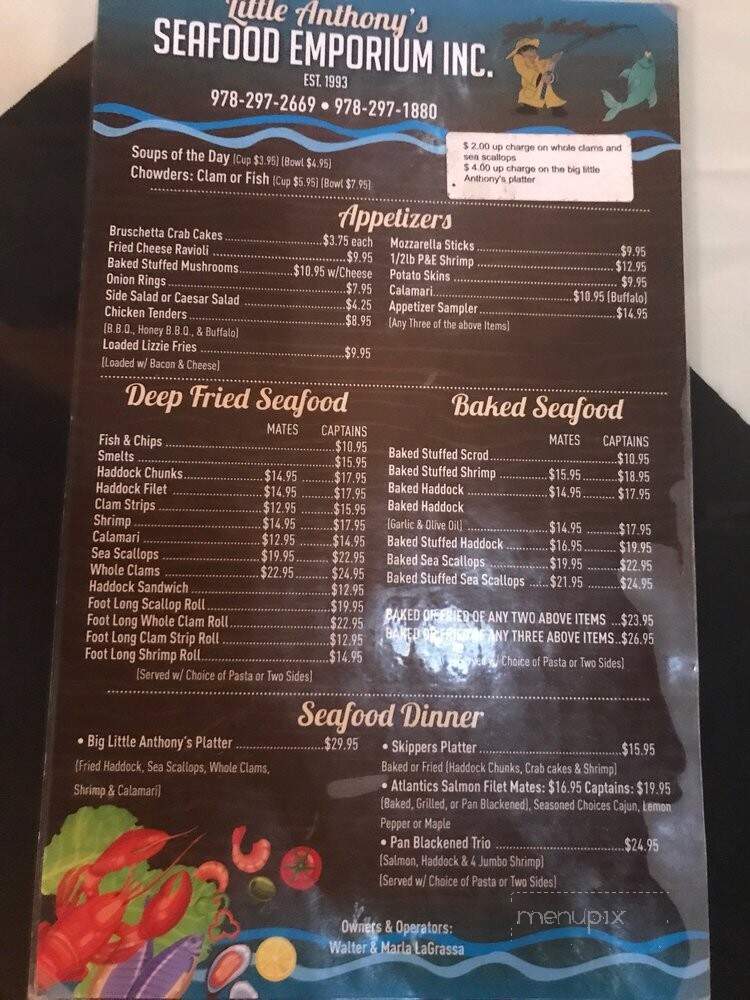 Little Anthony's
SEAFOOD EMPORIUM INC.
EST. 1993
978-297-2669 • 978-297-1880
$ 2.00 up charge on whole clams and
sea scallops
$ 4.00 up charge on the big little
Anthony's platter
Soups of the Day (Cup $3.95) (Bowl $4.95)
Chowders: Clam or Fish (Cup $5.95) (Bowl $7.95)
Appetizers
Bruschetta Crab Cakes $3.75 each
Fried Cheese Ravioli $9.95
Baked Stuffed Mushrooms $10.95 w/Cheese
Onion Rings $7.95
Side Salad or Caesar Salad $4.25
Chicken Tenders $8.95
(B.B.Q., Honey B.B.Q., & Buffalo)
Loaded Lizzie Fries $9.95
(Loaded w/ Bacon & Cheese)
Mozzarella Sticks $9.95
1/2lb P&E Shrimp $12.95
Potato Skins $9.95
Calamari $10.95 (Buffalo)
Appetizer Sampler $14.95
(Any Three of the above Items)
Deep Fried Seafood
MATES CAPTAINS
Fish & Chips $10.95
Smelts $15.95
Haddock Chunks $14.95 $17.95
Haddock Filet $14.95 $17.95
Clam Strips $12.95 $15.95
Shrimp $14.95 $17.95
Calamari $12.95 $14.95
Sea Scallops $19.95 $22.95
Whole Clams $22.95 $24.95
Haddock Sandwich $12.95
Foot Long Scallop Roll $19.95
Foot Long Whole Clam Roll $22.95
Foot Long Clam Strip Roll $12.95
Foot Long Shrimp Roll $14.95
(Served w/ Choice of Pasta or Two Sides)
Baked Seafood
MATES CAPTAINS
Baked Stuffed Scrod $10.95
Baked Stuffed Shrimp $15.95 $18.95
Baked Haddock $14.95 $17.95
Baked Haddock
(Garlic & Olive Oil) $14.95 $17.95
Baked Stuffed Haddock $16.95 $19.95
Baked Sea Scallops $19.95 $22.95
Baked Stuffed Sea Scallops $21.95 $24.95
BAKED OR FRIED OF ANY TWO ABOVE ITEMS $23.95
BAKED OR FRIED OF ANY THREE ABOVE ITEMS $26.95
(Served w/ Choice of Pasta or Two Sides)
Seafood Dinner
• Big Little Anthony's Platter $29.95
(Fried Haddock, Sea Scallops, Whole Clams,
Shrimp & Calamari)
• Skippers Platter $15.95
Baked or Fried (Haddock Chunks, Crab cakes & Shrimp)
• Atlantics Salmon Filet Mates: $16.95 Captains: $19.95
(Baked, Grilled, or Pan Blackened), Seasoned Choices Cajun, Lemon
Pepper or Maple
• Pan Blackened Trio $24.95
(Salmon, Haddock & 4 Jumbo Shrimp)
(Served w/ Choice of Pasta or Two Sides)
Owners & Operators:
Walter & Marla LaGrassa
menupix